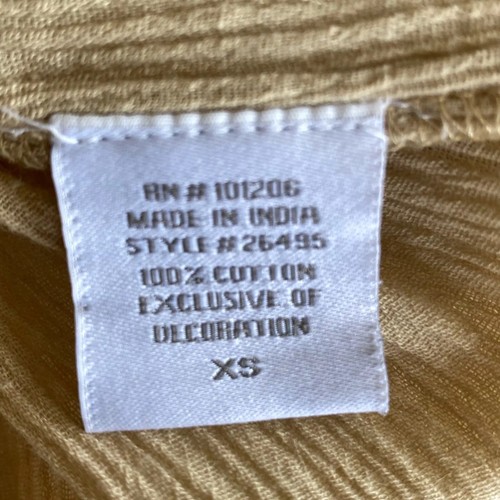 RN # 101206
MADE IN INDIA
STYLE #26495
100% COTTON
EXCLUSIVE OF
DECORATION
XS